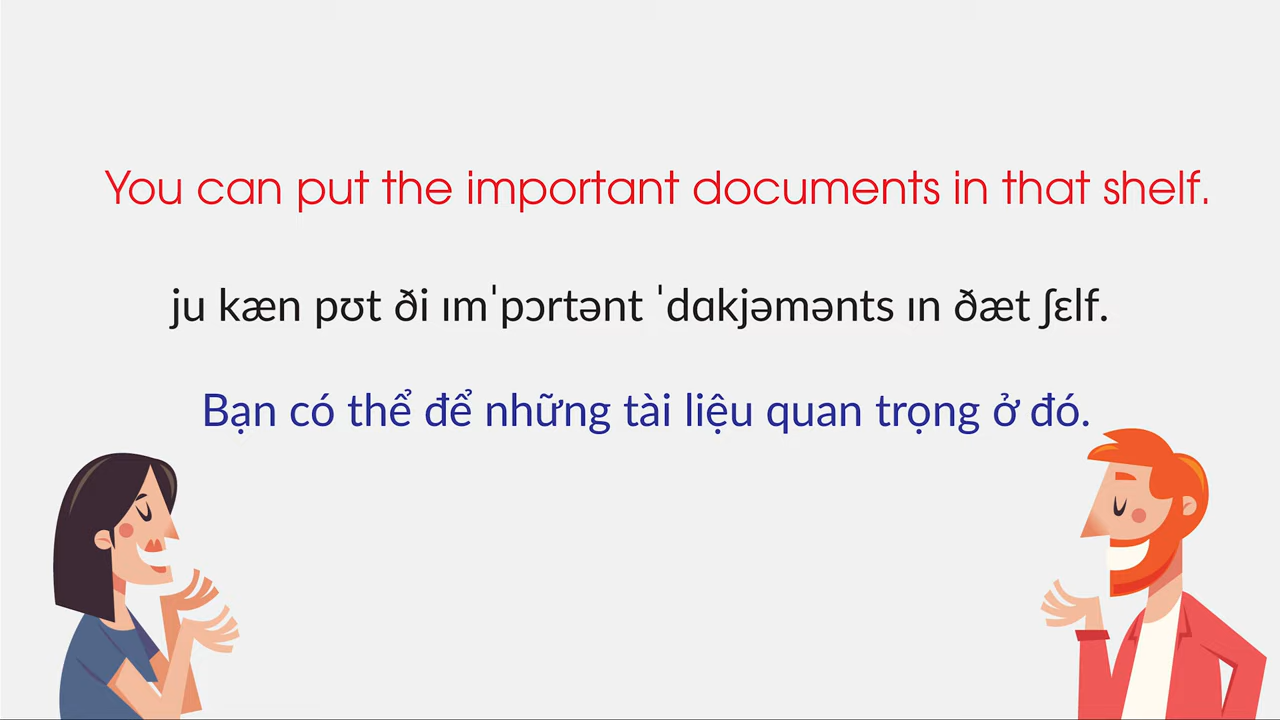 You can put the important documents in that shelf.
ju kæn pʊt ði ɪmˈpɔrtənt ˈdɑkjəmənts ɪn ðæt ʃɛlf.
Bạn có thể để những tài liệu quan trọng ở đó.